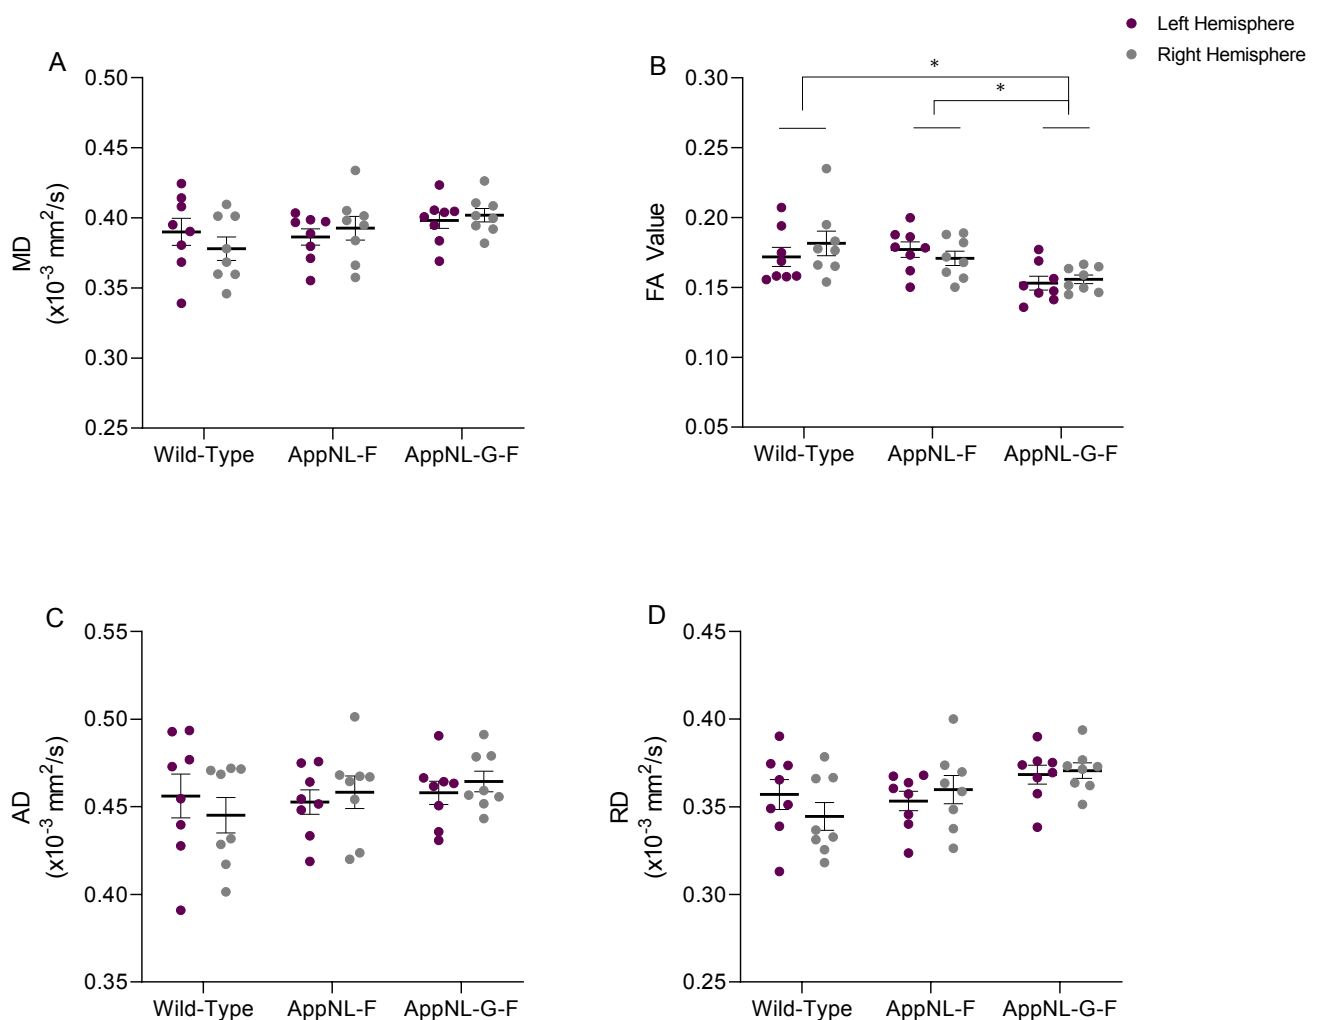 Left Hemisphere
Right Hemisphere
A
0.50
0.45
0.40
0.35
0.30
0.25
MD
(x10⁻³ mm²/s)
Wild-Type AppNL-F AppNL-G-F
B
0.30
0.25
0.20
0.15
0.10
0.05
FA Value
*
*
Wild-Type AppNL-F AppNL-G-F
C
0.55
0.50
0.45
0.40
0.35
AD
(x10⁻³ mm²/s)
Wild-Type AppNL-F AppNL-G-F
D
0.45
0.40
0.35
0.30
0.25
RD
(x10⁻³ mm²/s)
Wild-Type AppNL-F AppNL-G-F